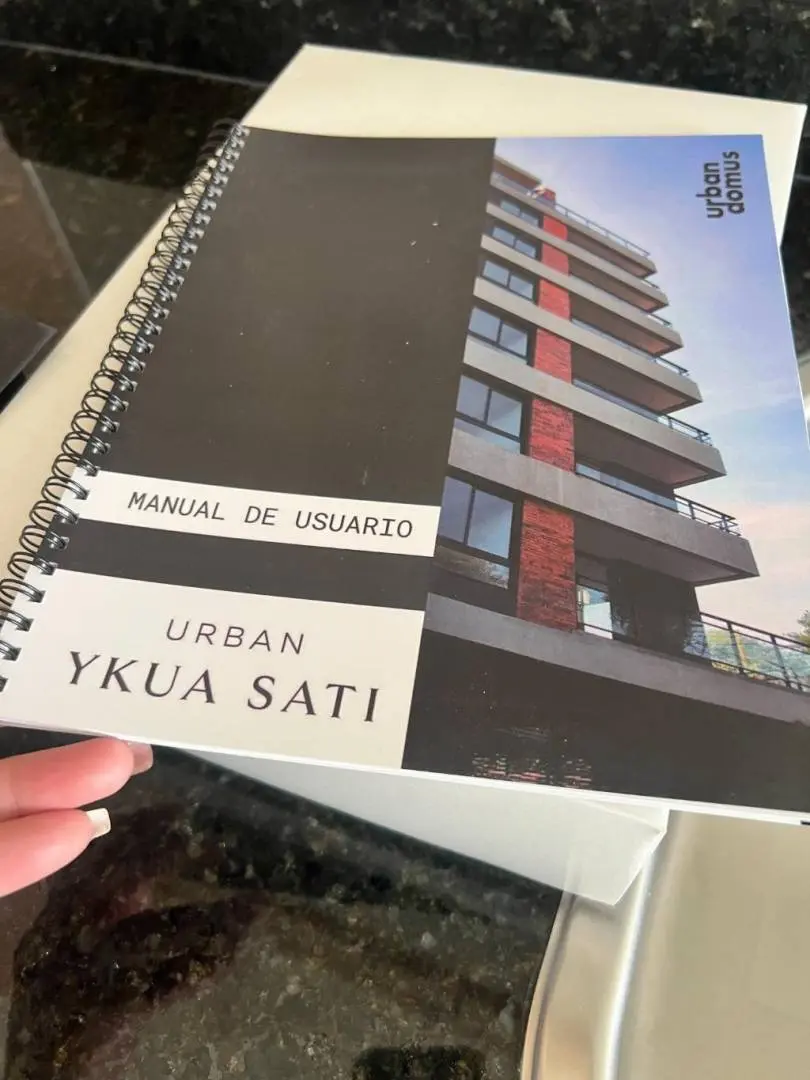 urban
domus
MANUAL DE USUARIO
URBAN
YKUA SATI